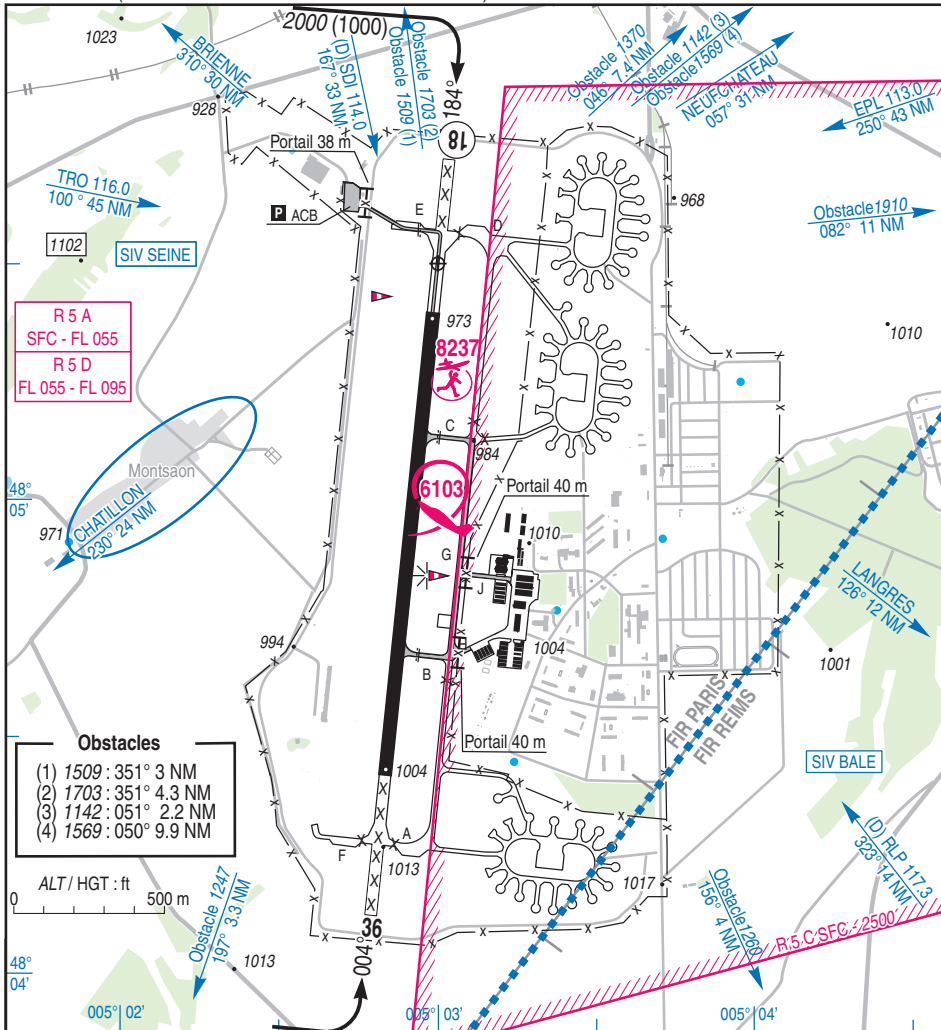 1023
2000 (1000)
184°
18
BRIENNE
310° 30 NM
928
(D) SDI 114.0
167° 33 NM
Obstacle 1703 (2)
Obstacle 1509 (1)
Obstacle 1370
046° 7.4 NM
Obstacle 1142 (3)
Obstacle 1569 (4)
NEUFCHATEAU
057° 31 NM
EPL 113.0
250° 43 NM
Portail 38 m
TRO 116.0
100 ° 45 NM
P ACB
E
D
968
Obstacle 1910
082° 11 NM
1102
SIV SEINE
R 5 A
SFC - FL 055
R 5 D
FL 055 - FL 095
973
8237
1010
C
984
Montsaon
48°
05'
6103
Portail 40 m
971
CHATILLON
230° 24 NM
1010
G
J
LANGRES
126° 12 NM
994
1004
1001
B
FIR PARIS
FIR REIMS
Portail 40 m
SIV BALE
Obstacles
(1) 1509 : 351° 3 NM
(2) 1703 : 351° 4.3 NM
(3) 1142 : 051° 2.2 NM
(4) 1569 : 050° 9.9 NM
1004
F
A
1013
(D) RLP 117.3
323° 14 NM
ALT / HGT : ft
0 500 m
1017
Obstacle 1247
197° 3.3 NM
Obstacle 1260
156° 4 NM
36
004°
R 5 C SFC - 2500'
1013
48°
04'
005° 02'
005° 03'
005° 04'